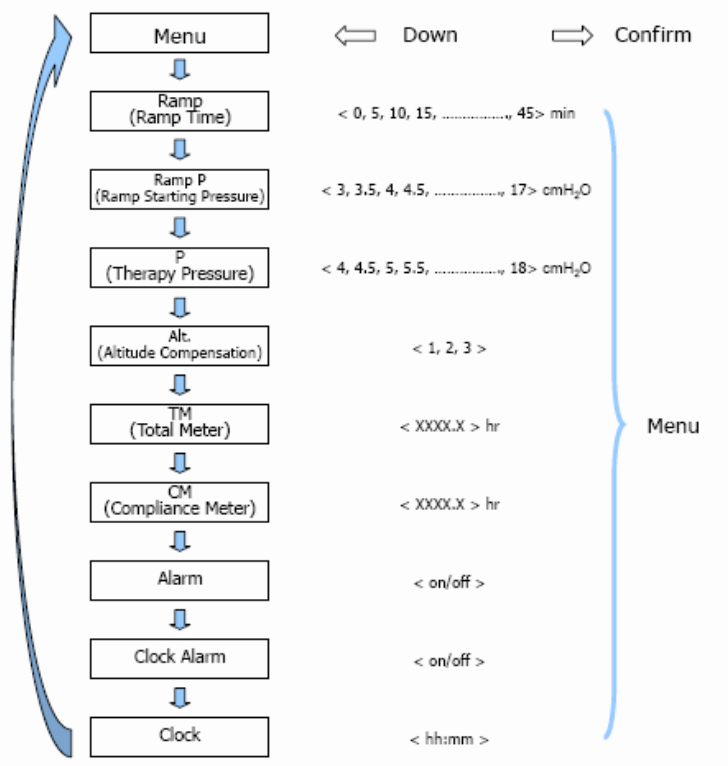 Menu Down Confirm
Ramp
(Ramp Time) < 0, 5, 10, 15, ................., 45> min
Ramp P
(Ramp Starting Pressure) < 3, 3.5, 4, 4.5, ................., 17> cmH₂O
P
(Therapy Pressure) < 4, 4.5, 5, 5.5, ................., 18> cmH₂O
Alt.
(Altitude Compensation) < 1, 2, 3 >
TM
(Total Meter) < XXXX.X > hr
Menu
CM
(Compliance Meter) < XXXX.X > hr
Alarm < on/off >
Clock Alarm < on/off >
Clock < hh:mm >